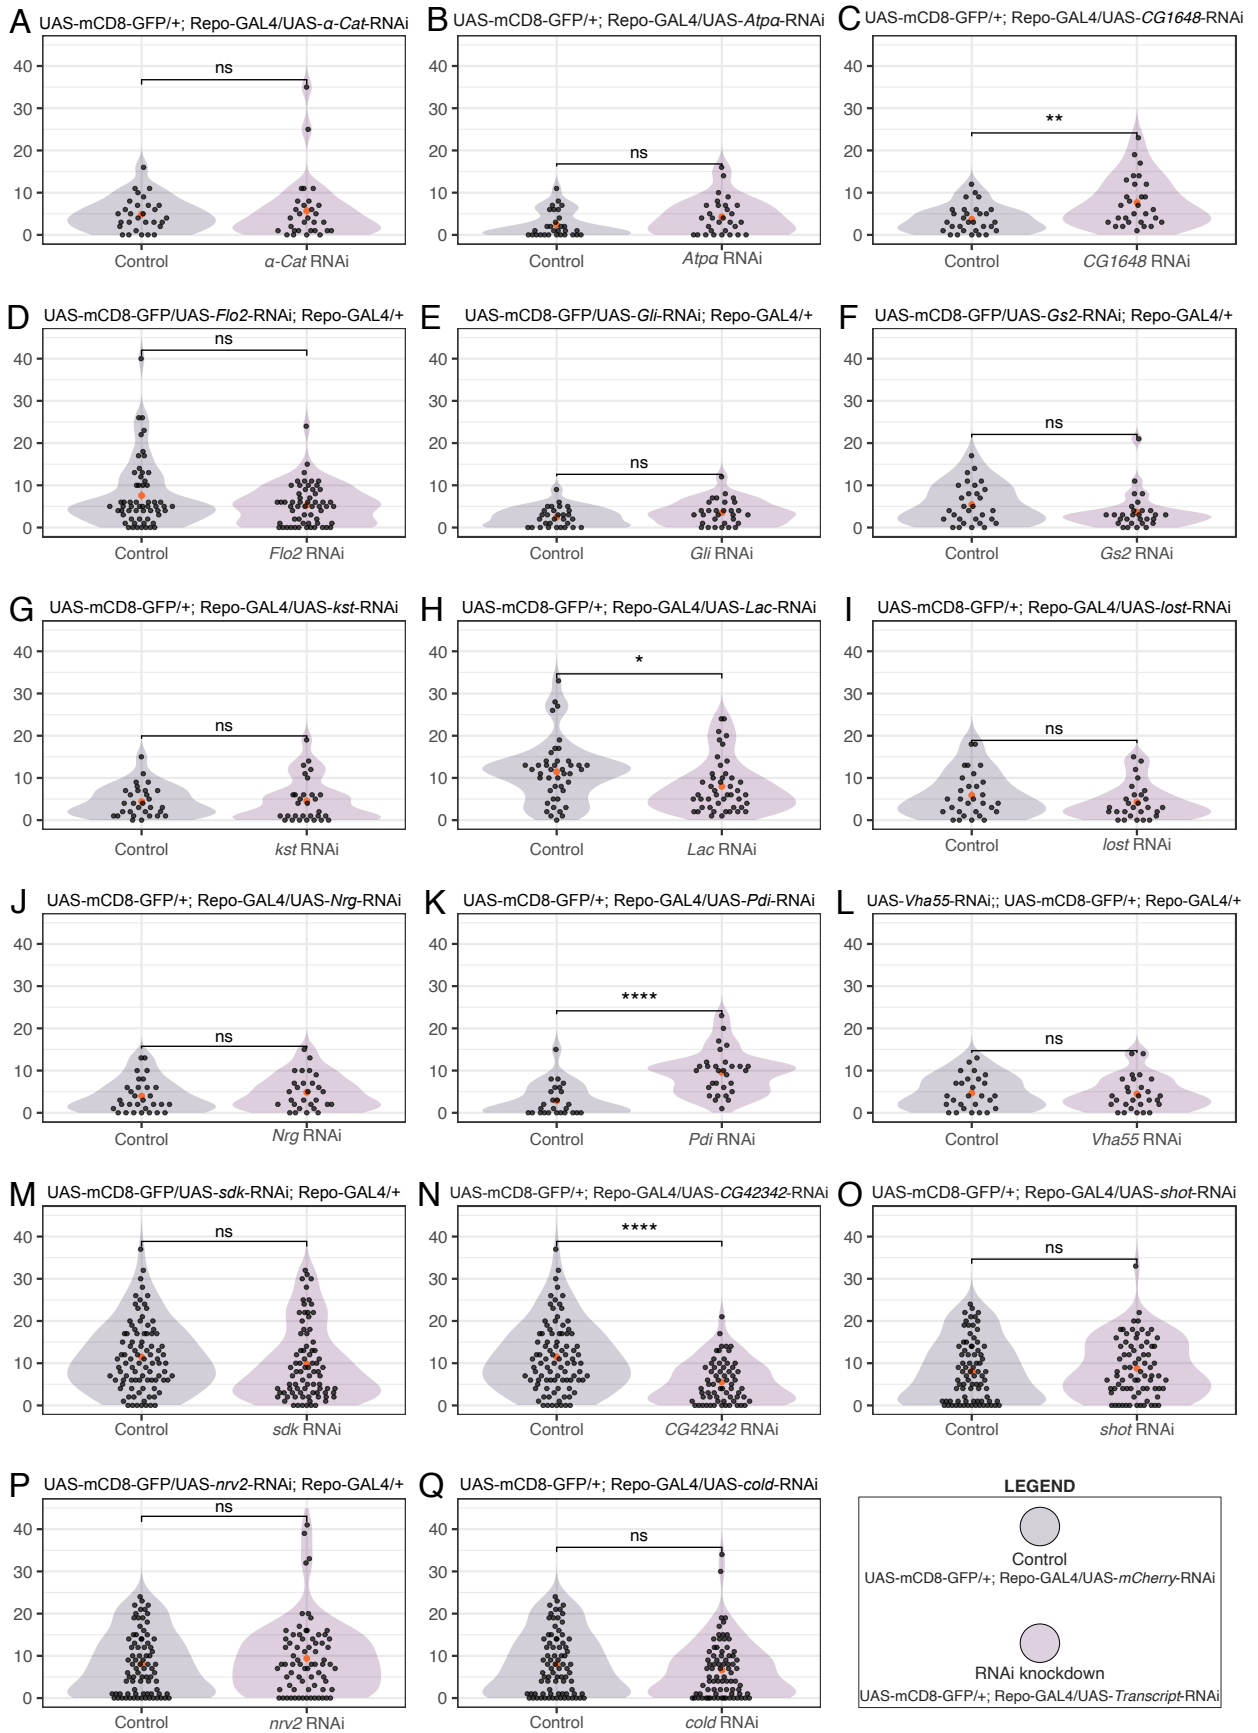 A UAS-mCD8-GFP/+; Repo-GAL4/UAS-α-Cat-RNAi
B UAS-mCD8-GFP/+; Repo-GAL4/UAS-Atpα-RNAi
C UAS-mCD8-GFP/+; Repo-GAL4/UAS-CG1648-RNAi
40
30
20
10
0
ns
Control
α-Cat RNAi
40
30
20
10
0
ns
Control
Atpα RNAi
40
30
20
10
0
**
Control
CG1648 RNAi
D UAS-mCD8-GFP/UAS-Flo2-RNAi; Repo-GAL4/+
E UAS-mCD8-GFP/UAS-Gli-RNAi; Repo-GAL4/+
F UAS-mCD8-GFP/UAS-Gs2-RNAi; Repo-GAL4/+
40
30
20
10
0
ns
Control
Flo2 RNAi
40
30
20
10
0
ns
Control
Gli RNAi
40
30
20
10
0
ns
Control
Gs2 RNAi
G UAS-mCD8-GFP/+; Repo-GAL4/UAS-kst-RNAi
H UAS-mCD8-GFP/+; Repo-GAL4/UAS-Lac-RNAi
I UAS-mCD8-GFP/+; Repo-GAL4/UAS-lost-RNAi
40
30
20
10
0
ns
Control
kst RNAi
40
30
20
10
0
*
Control
Lac RNAi
40
30
20
10
0
ns
Control
lost RNAi
J UAS-mCD8-GFP/+; Repo-GAL4/UAS-Nrg-RNAi
K UAS-mCD8-GFP/+; Repo-GAL4/UAS-Pdi-RNAi
L UAS-Vha55-RNAi;; UAS-mCD8-GFP/+; Repo-GAL4/+
40
30
20
10
0
ns
Control
Nrg RNAi
40
30
20
10
0
****
Control
Pdi RNAi
40
30
20
10
0
ns
Control
Vha55 RNAi
M UAS-mCD8-GFP/UAS-sdk-RNAi; Repo-GAL4/+
N UAS-mCD8-GFP/+; Repo-GAL4/UAS-CG42342-RNAi
O UAS-mCD8-GFP/+; Repo-GAL4/UAS-shot-RNAi
40
30
20
10
0
ns
Control
sdk RNAi
40
30
20
10
0
****
Control
CG42342 RNAi
40
30
20
10
0
ns
Control
shot RNAi
P UAS-mCD8-GFP/UAS-nrv2-RNAi; Repo-GAL4/+
Q UAS-mCD8-GFP/+; Repo-GAL4/UAS-cold-RNAi
40
30
20
10
0
ns
Control
nrv2 RNAi
40
30
20
10
0
ns
Control
cold RNAi
LEGEND
Control
UAS-mCD8-GFP/+; Repo-GAL4/UAS-mCherry-RNAi
RNAi knockdown
UAS-mCD8-GFP/+; Repo-GAL4/UAS-Transcript-RNAi